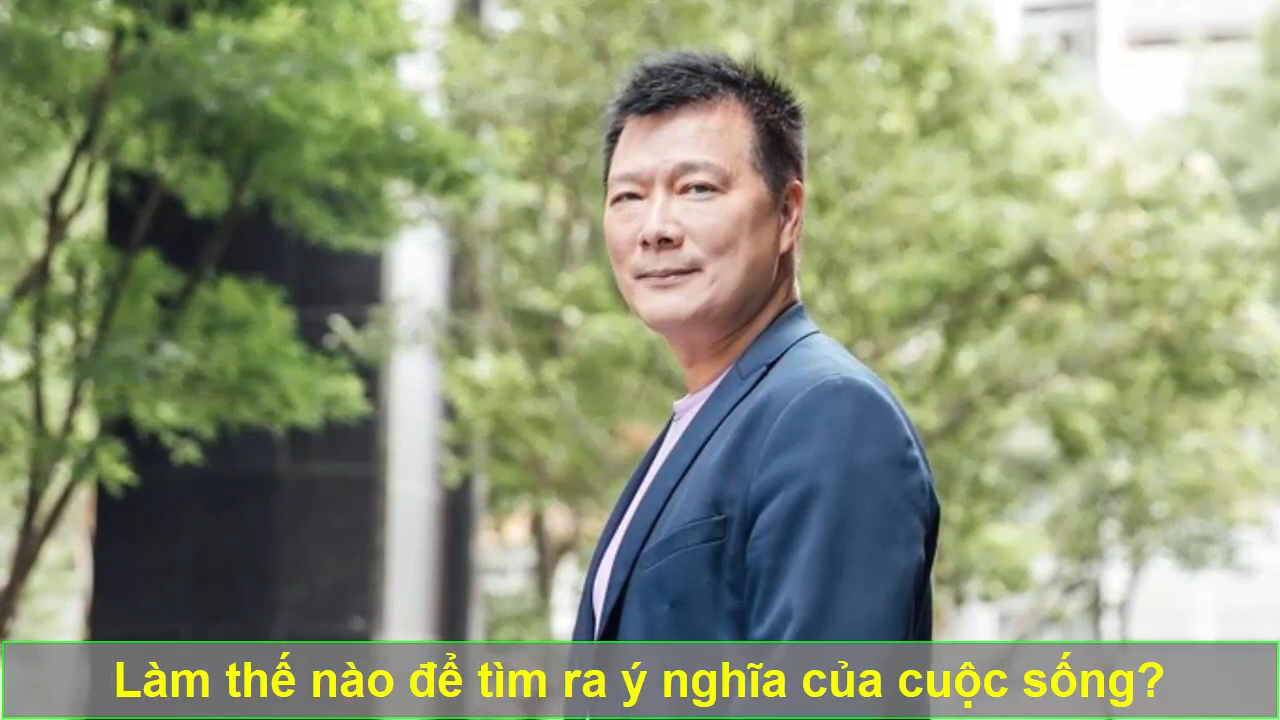 Làm thế nào để tìm ra ý nghĩa của cuộc sống?